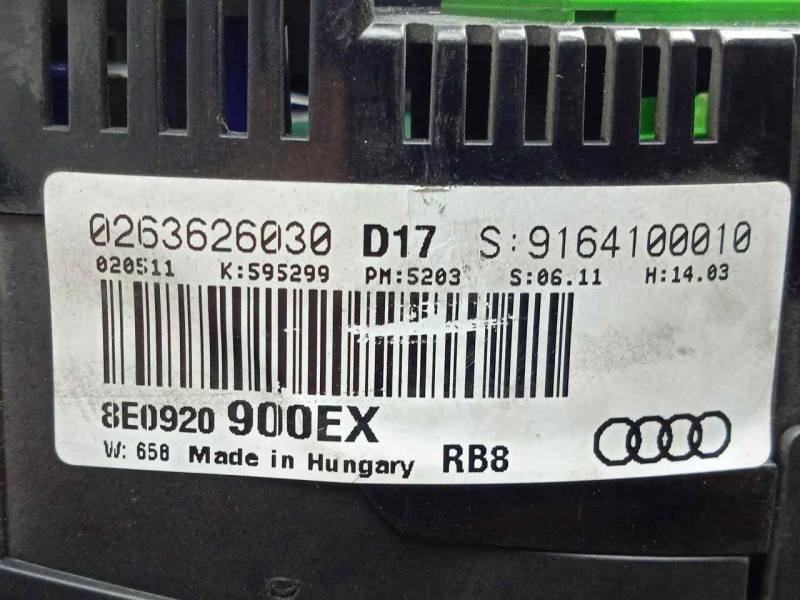 0263626030 D17 S:9164100010
020511 K:595299 PM:5203 S:06.11 H:14.03
8E0920 900EX
W: 658 Made in Hungary RB8